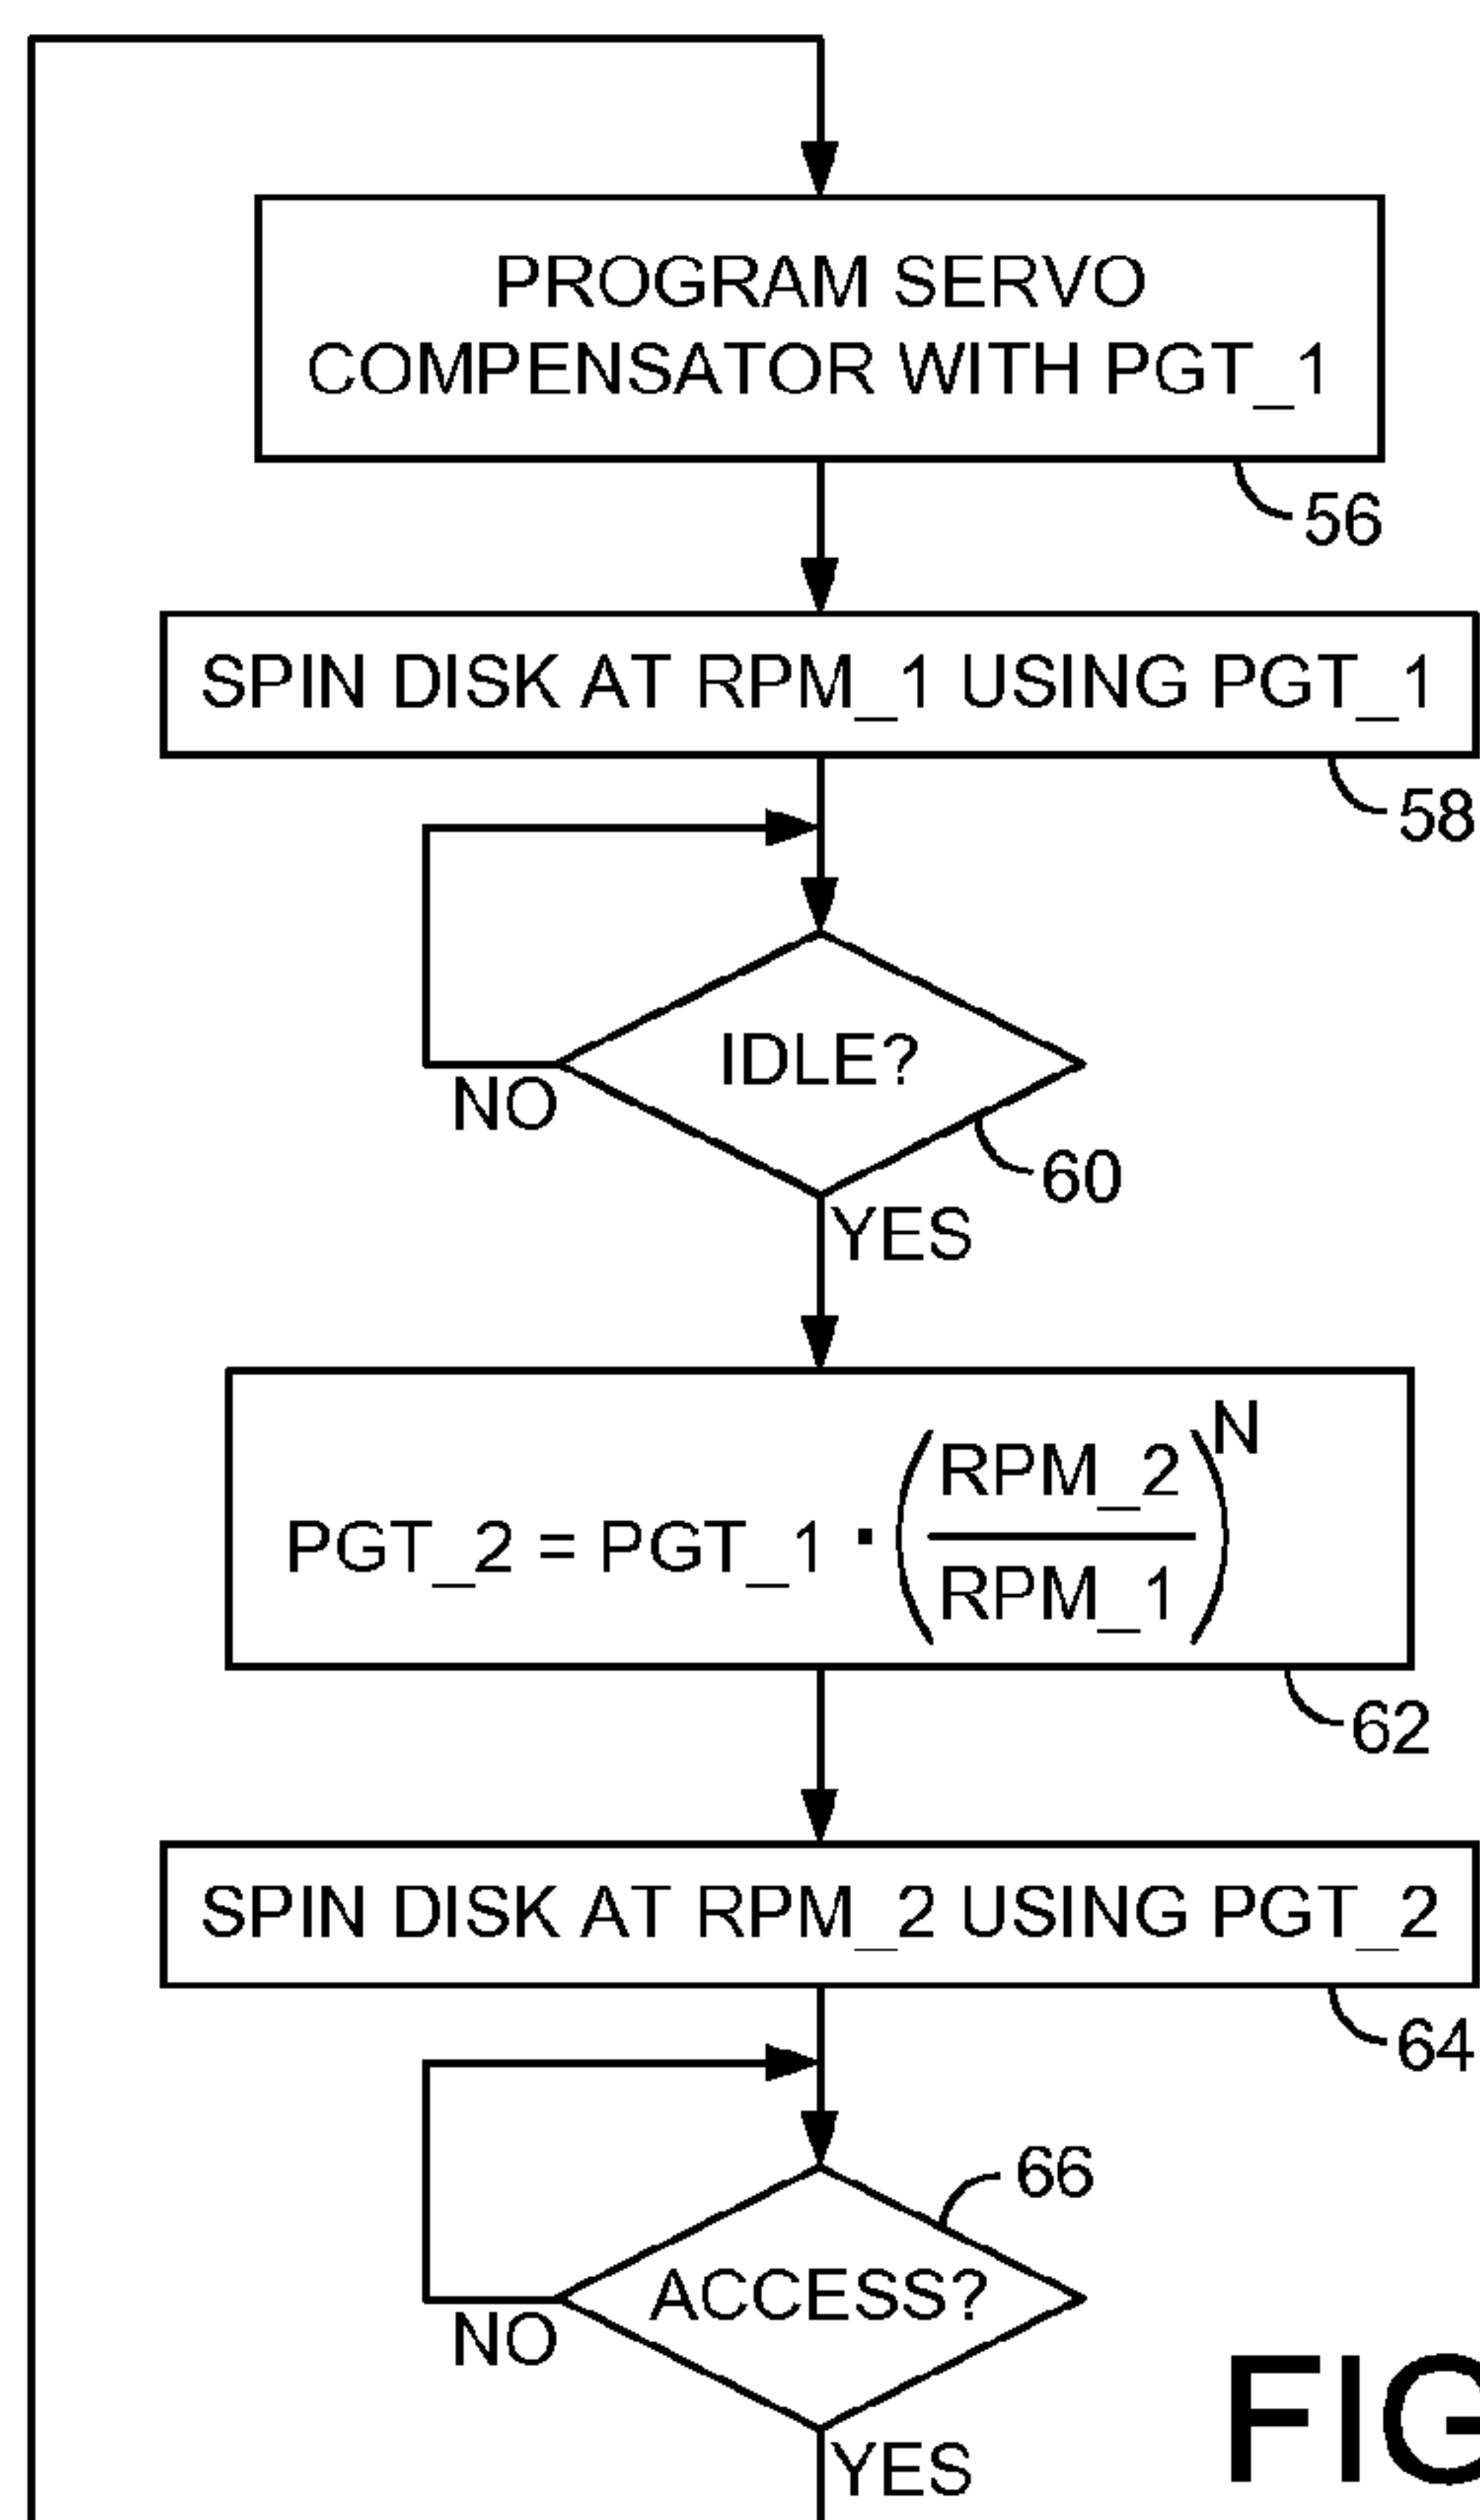 PROGRAM SERVO
COMPENSATOR WITH PGT_1
56
SPIN DISK AT RPM_1 USING PGT_1
58
IDLE?
NO
60
YES
PGT_2 = PGT_1 · (RPM_2 / RPM_1)^N
62
SPIN DISK AT RPM_2 USING PGT_2
64
66
ACCESS?
NO
YES
FIG